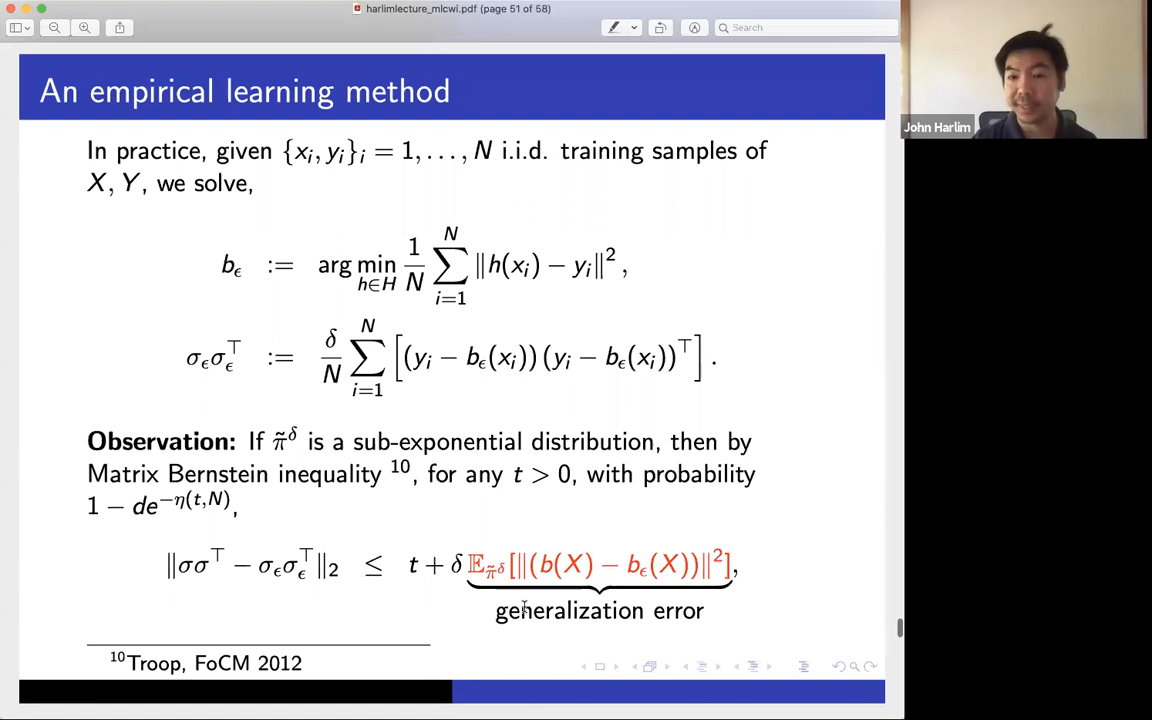 harlimlecture_mlcwi.pdf (page 51 of 58)
Search
An empirical learning method
In practice, given {xᵢ, yᵢ}ᵢ = 1, . . . , N i.i.d. training samples of
X, Y, we solve,
b_ϵ := arg min_{h∈H} 1/N ∑_{i=1}^{N} ‖h(xᵢ) − yᵢ‖² ,
σ_ϵσ_ϵ^⊤ := δ/N ∑_{i=1}^{N} [(yᵢ − b_ϵ(xᵢ)) (yᵢ − b_ϵ(xᵢ))^⊤] .
Observation: If π̃^δ is a sub-exponential distribution, then by
Matrix Bernstein inequality ¹⁰, for any t > 0, with probability
1 − de^{−η(t,N)},
‖σσ^⊤ − σ_ϵσ_ϵ^⊤‖₂ ≤ t + δ 𝔼_{π̃^δ}[‖(b(X) − b_ϵ(X))‖²],
generalization error
¹⁰Troop, FoCM 2012
John Harlim